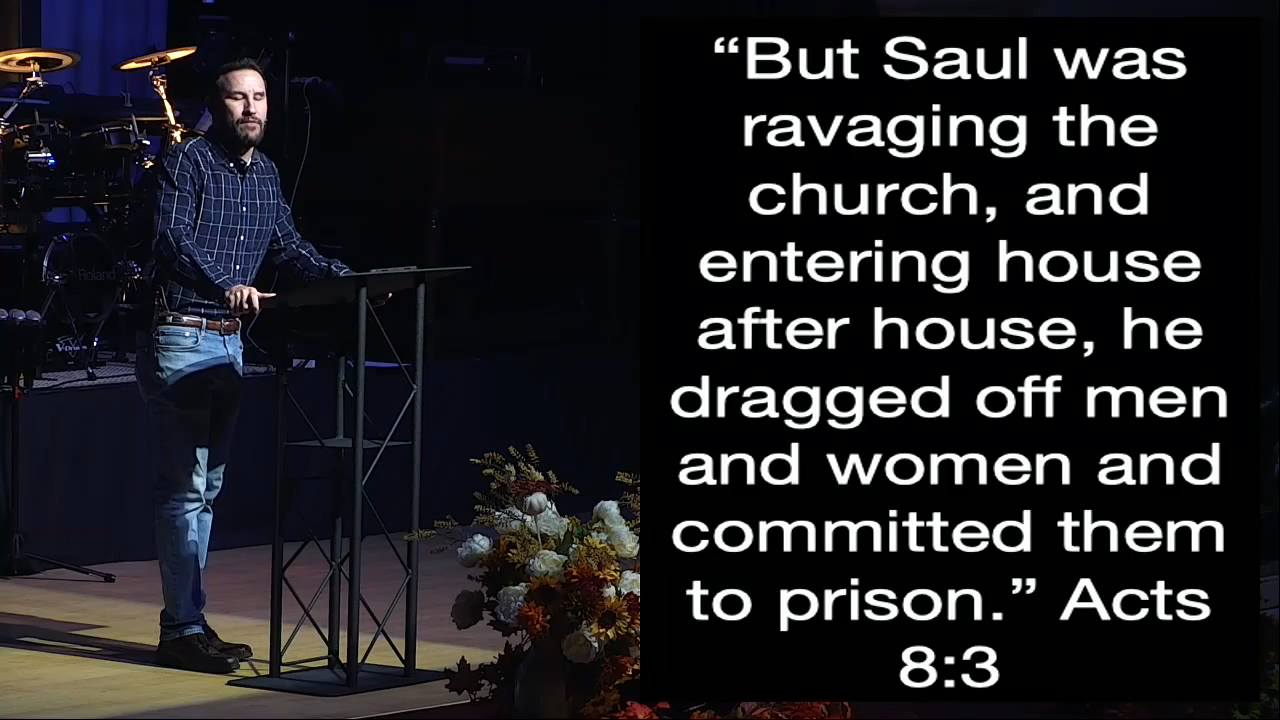 “But Saul was
ravaging the
church, and
entering house
after house, he
dragged off men
and women and
committed them
to prison.” Acts
8:3
Roland